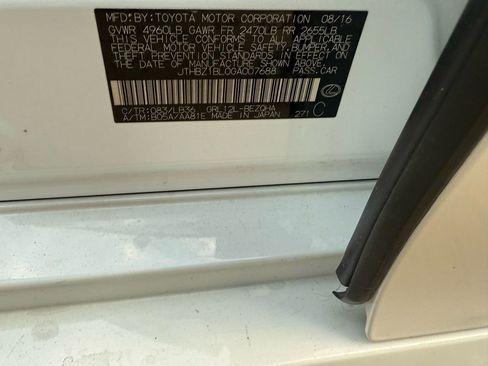 MFD. BY: TOYOTA MOTOR CORPORATION 08/16
GVWR 4960LB GAWR FR 2470LB RR 2655LB
THIS VEHICLE CONFORMS TO ALL APPLICABLE
FEDERAL MOTOR VEHICLE SAFETY, BUMPER, AND
THEFT PREVENTION STANDARDS IN EFFECT ON
THE DATE OF MANUFACTURE SHOWN ABOVE.
JTHBZ1BL0GA007688 PASS.CAR
C/TR: 083/LB36 GRL12L-BEZQHA
A/TM: B05A/AA81E MADE IN JAPAN 271 C